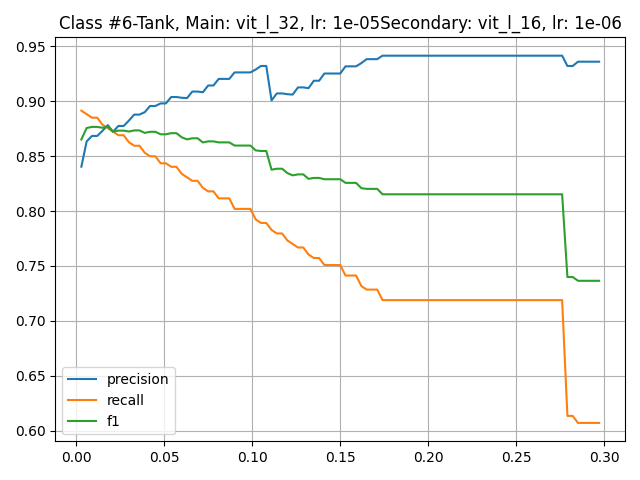 Class #6-Tank, Main: vit_l_32, lr: 1e-05Secondary: vit_l_16, lr: 1e-06
0.95
0.90
0.85
0.80
0.75
0.70
0.65
0.60
precision
recall
f1
0.00 0.05 0.10 0.15 0.20 0.25 0.30